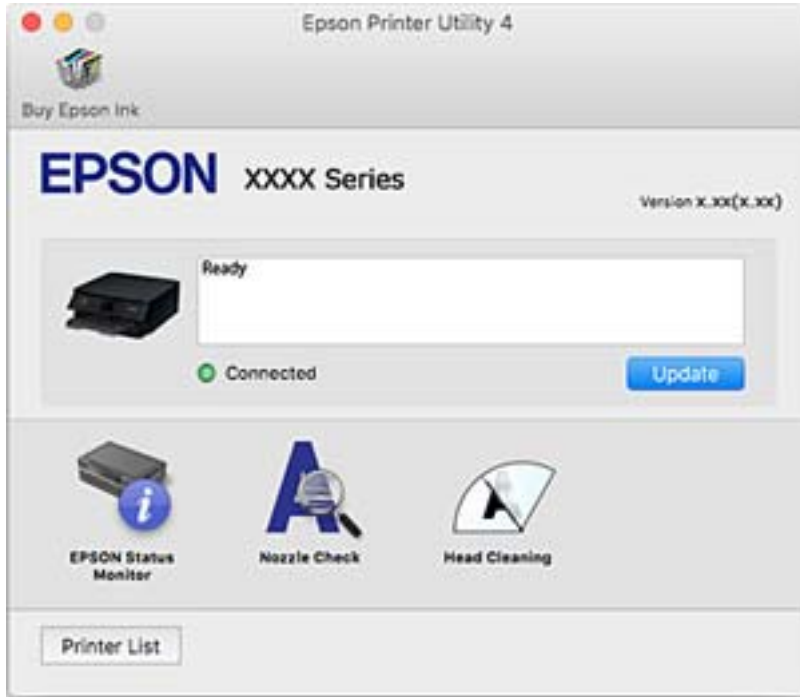 Epson Printer Utility 4
Buy Epson Ink
EPSON XXXX Series
Version x.xx(x.xx)
Ready
Connected
Update
EPSON Status
Monitor
Nozzle Check
Head Cleaning
Printer List